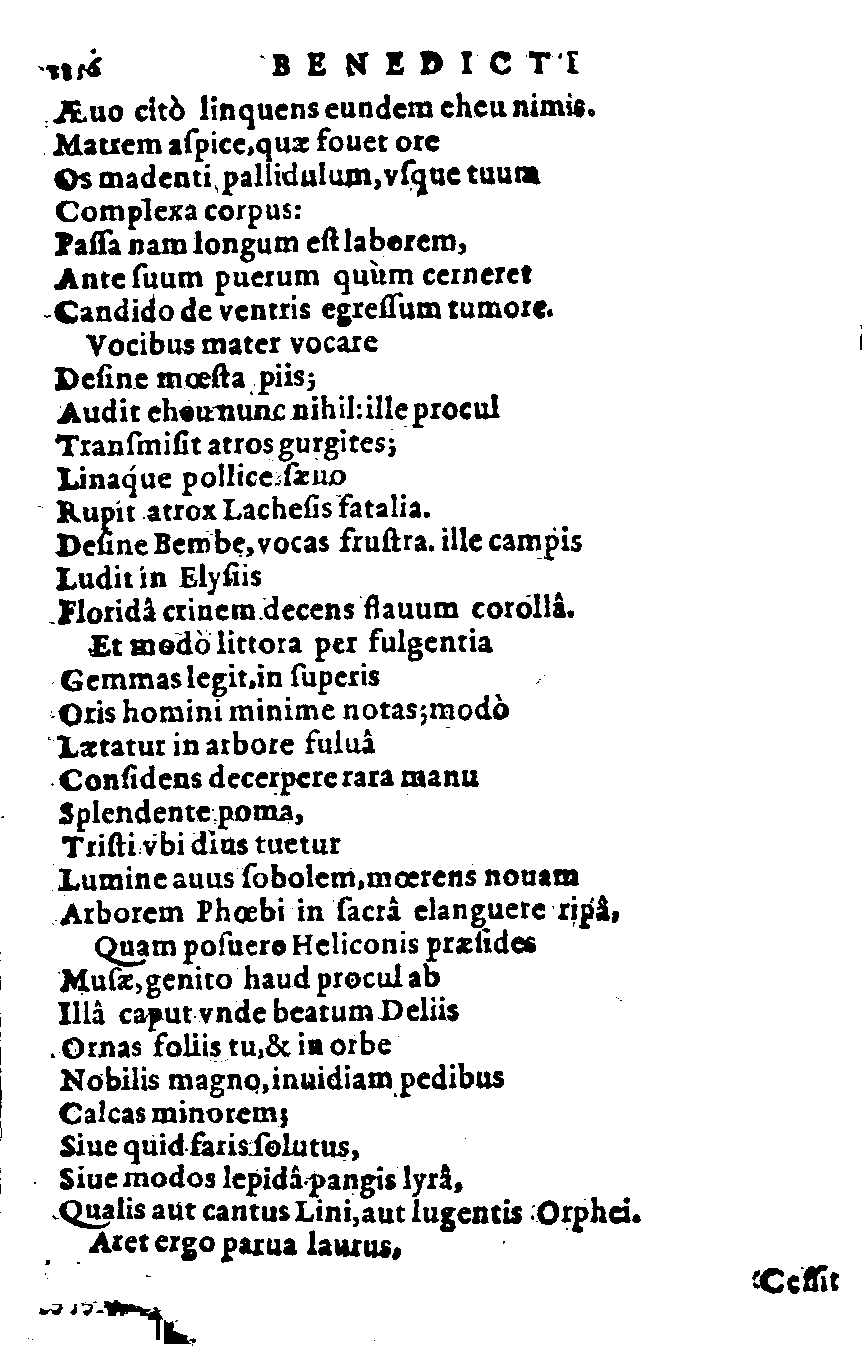 BENEDICTI
Æuo citò linquens eundem eheu nimis.
Matrem aſpice, quæ fouet ore
Os madenti pallidulum, vſque tuum
Complexa corpus:
Paſſa nam longum eſt laborem,
Ante ſuum puerum quùm cerneret
Candido de ventris egreſſum tumore.
Vocibus mater vocare
Deſine mœſta piis;
Audit eheu nunc nihil: ille procul
Tranſmiſit atros gurgites;
Linaq́ue pollice ſæuo
Rupit atrox Lacheſis fatalia.
Deſine Bembe, vocas fruſtra. ille campis
Ludit in Elyſiis
Floridâ crinem decens flauum corollâ.
Et modò littora per fulgentia
Gemmas legit, in ſuperis
Oris homini minime notas; modò
Lætatur in arbore fuluâ
Conſidens decerpere rara manu
Splendente poma,
Triſti vbi dius tuetur
Lumine auus ſobolem, mœrens nouam
Arborem Phœbi in ſacrâ elanguere ripâ,
Quam poſuere Heliconis præſides
Muſæ, genito haud procul ab
Illâ caput vnde beatum Deliis
Ornas foliis tu, & in orbe
Nobilis magno, inuidiam pedibus
Calcas minorem;
Siue quid faris ſolutus,
Siue modos lepidâ pangis lyrâ,
Qualis aut cantus Lini, aut lugentis Orphei.
Aret ergo parua laurus,
Ceſſit